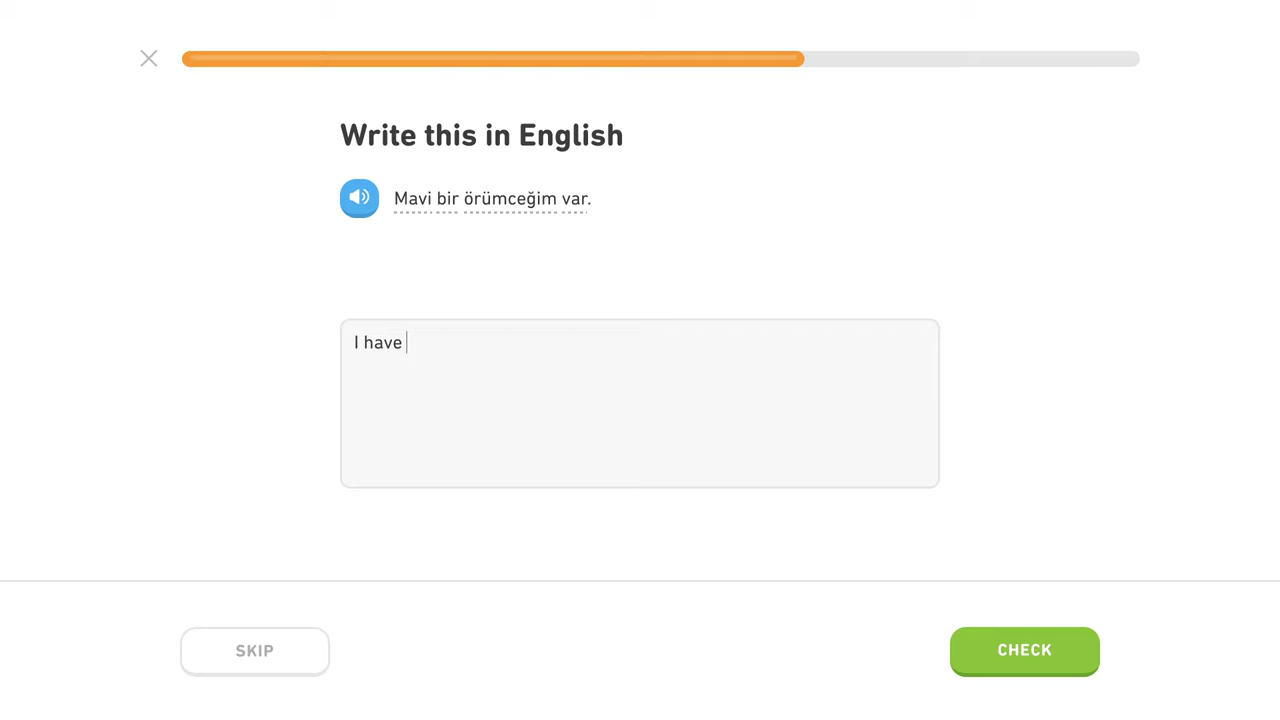 Write this in English
Mavi bir örümceğim var.
I have
SKIP
CHECK